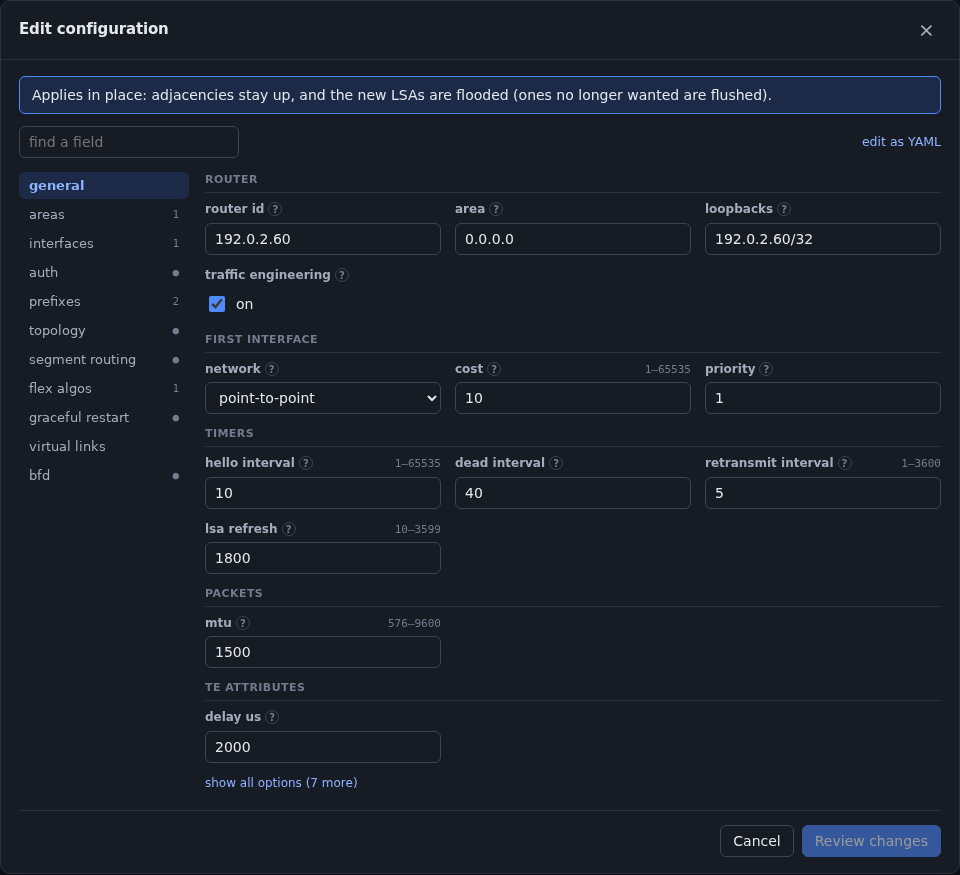 Edit configuration
✕
Applies in place: adjacencies stay up, and the new LSAs are flooded (ones no longer wanted are flushed).
find a field
edit as YAML
general
areas 1
interfaces 1
auth ●
prefixes 2
topology ●
segment routing ●
flex algos 1
graceful restart ●
virtual links
bfd ●
ROUTER
router id ? area ? loopbacks ?
192.0.2.60 0.0.0.0 192.0.2.60/32
traffic engineering ?
on
FIRST INTERFACE
network ? cost ? 1–65535 priority ?
point-to-point 10 1
TIMERS
hello interval ? 1–65535 dead interval ? retransmit interval ? 1–3600
10 40 5
lsa refresh ? 10–3599
1800
PACKETS
mtu ? 576–9600
1500
TE ATTRIBUTES
delay us ?
2000
show all options (7 more)
Cancel Review changes